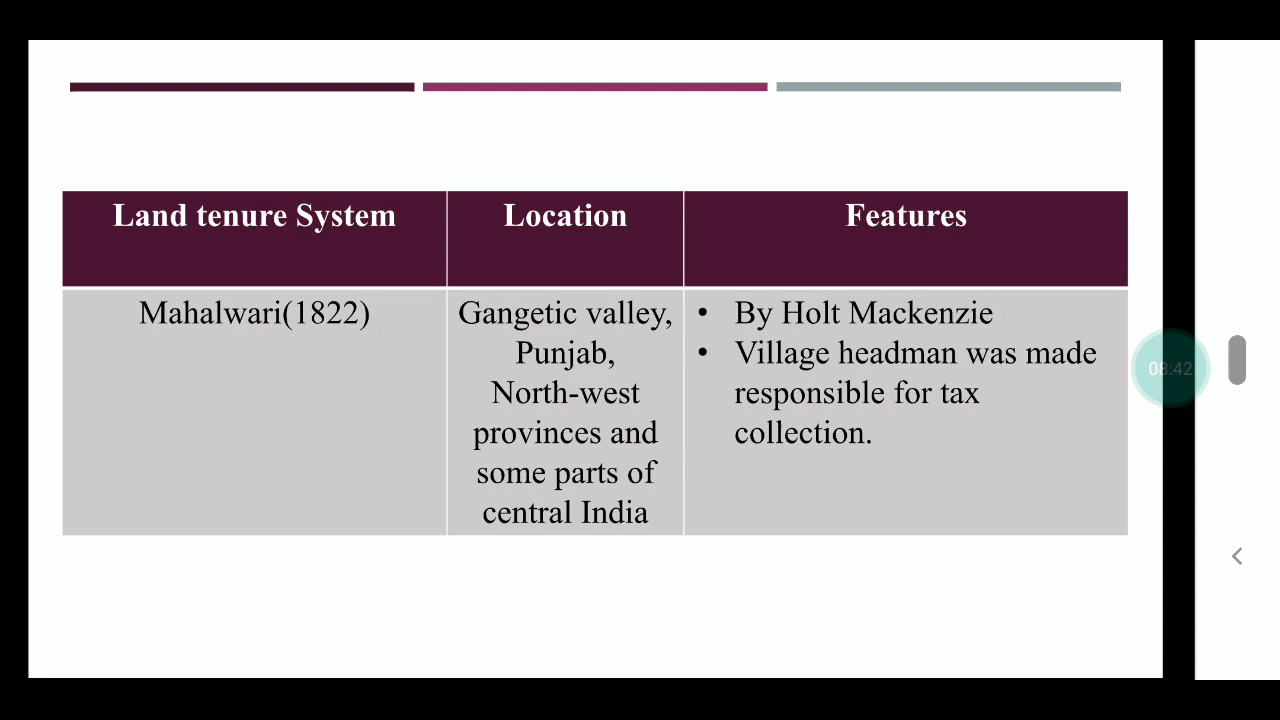 Land tenure System
Location
Features
Mahalwari(1822)
Gangetic valley,
Punjab,
North-west
provinces and
some parts of
central India
• By Holt Mackenzie
• Village headman was made
responsible for tax
collection.
08:42